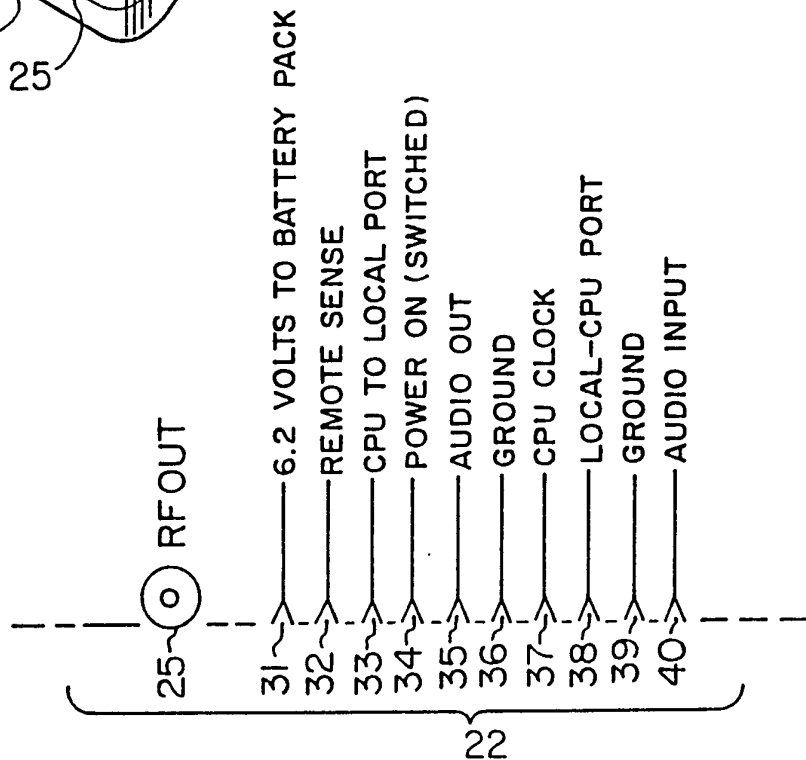 25
25 RF OUT
31 6.2 VOLTS TO BATTERY PACK
32 REMOTE SENSE
33 CPU TO LOCAL PORT
34 POWER ON (SWITCHED)
35 AUDIO OUT
36 GROUND
37 CPU CLOCK
38 LOCAL-CPU PORT
39 GROUND
40 AUDIO INPUT
22